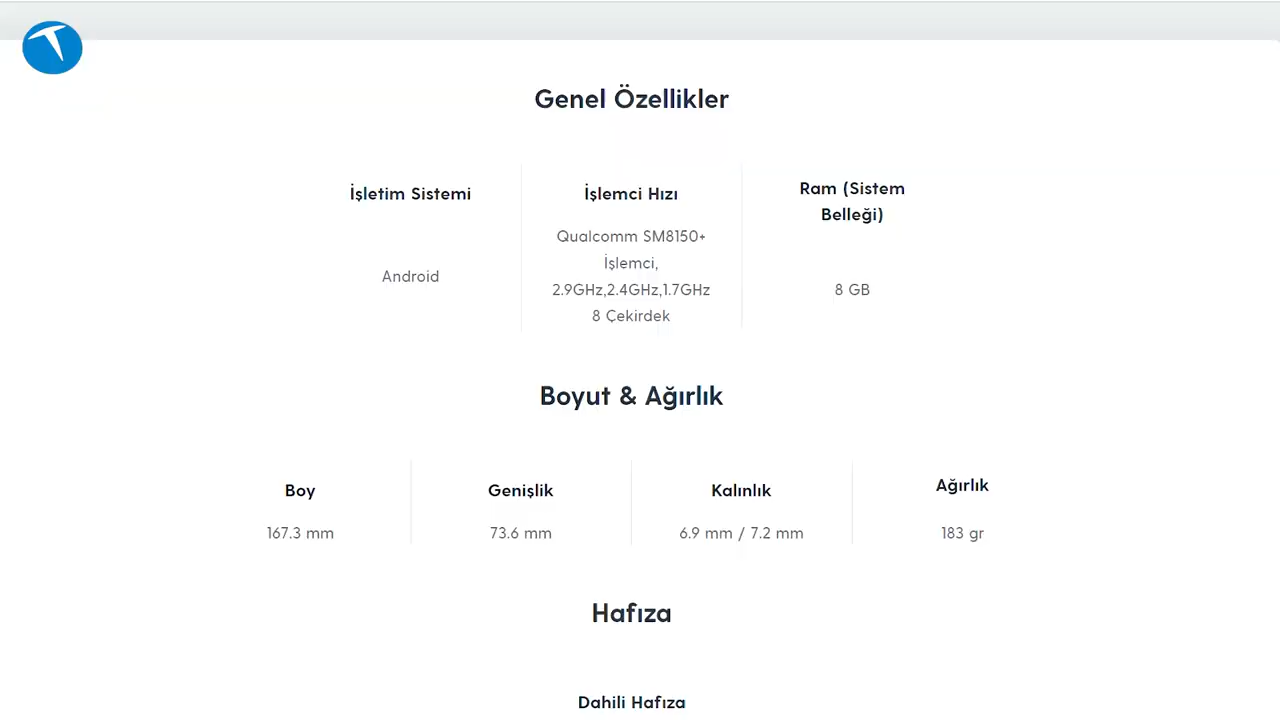 Genel Özellikler
İşletim Sistemi
Android
İşlemci Hızı
Qualcomm SM8150+
İşlemci,
2.9GHz,2.4GHz,1.7GHz
8 Çekirdek
Ram (Sistem
Belleği)
8 GB
Boyut & Ağırlık
Boy
167.3 mm
Genişlik
73.6 mm
Kalınlık
6.9 mm / 7.2 mm
Ağırlık
183 gr
Hafıza
Dahili Hafıza